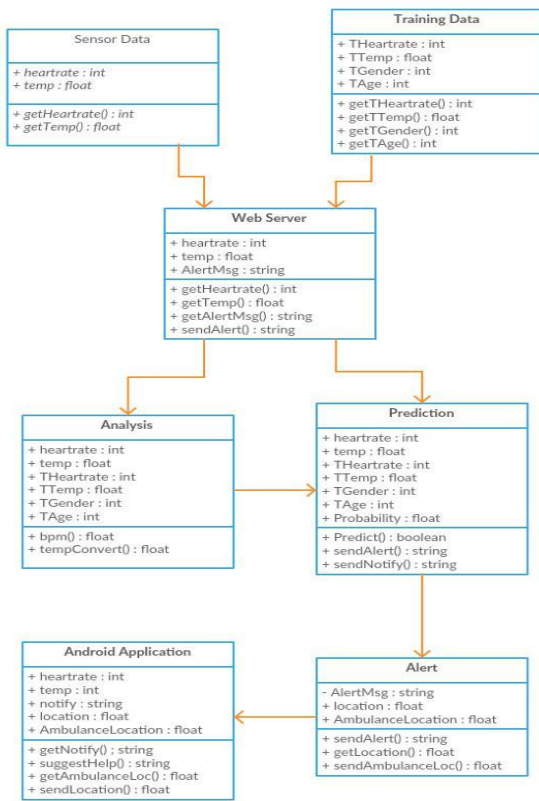 Sensor Data
+ heartrate : int
+ temp : float
+ getHeartrate() : int
+ getTemp() : float
Training Data
+ THeartrate : int
+ TTemp : float
+ TGender : int
+ TAge : int
+ getTHeartrate() : int
+ getTTemp() : float
+ getTGender() : int
+ getTAge() : int
Web Server
+ heartrate : int
+ temp : float
+ AlertMsg : string
+ getHeartrate() : int
+ getTemp() : float
+ getAlertMsg() : string
+ sendAlert() : string
Analysis
+ heartrate : int
+ temp : float
+ THeartrate : int
+ TTemp : float
+ TGender : int
+ TAge : int
+ bpm() : float
+ tempConvert() : float
Prediction
+ heartrate : int
+ temp : float
+ THeartrate : int
+ TTemp : float
+ TGender : int
+ TAge : int
+ Probability : float
+ Predict() : boolean
+ sendAlert() : string
+ sendNotify() : string
Android Application
+ heartrate : int
+ temp : int
+ notify : string
+ location : float
+ AmbulanceLocation : float
+ getNotify() ; string
+ suggestHelp() : string
+ getAmbulanceLoc() : float
+ sendLocation() : float
Alert
- AlertMsg : string
+ location : float
+ AmbulanceLocation : float
+ sendAlert() : string
+ getLocation() : float
+ sendAmbulanceLoc() : float